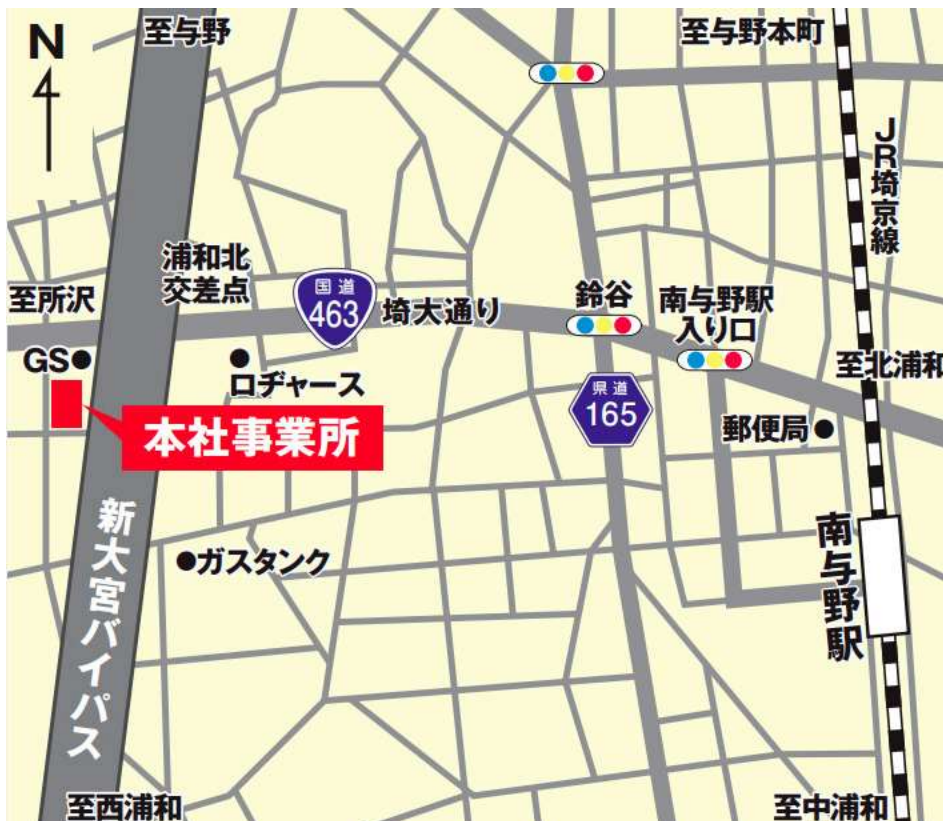 N
至与野
至与野本町
JR埼京線
浦和北
交差点
至所沢
国道
463
埼大通り
鈴谷
南与野駅
入り口
GS
ロヂャース
至北浦和
県道
165
本社事業所
郵便局
新大宮バイパス
ガスタンク
南与野駅
至西浦和
至中浦和